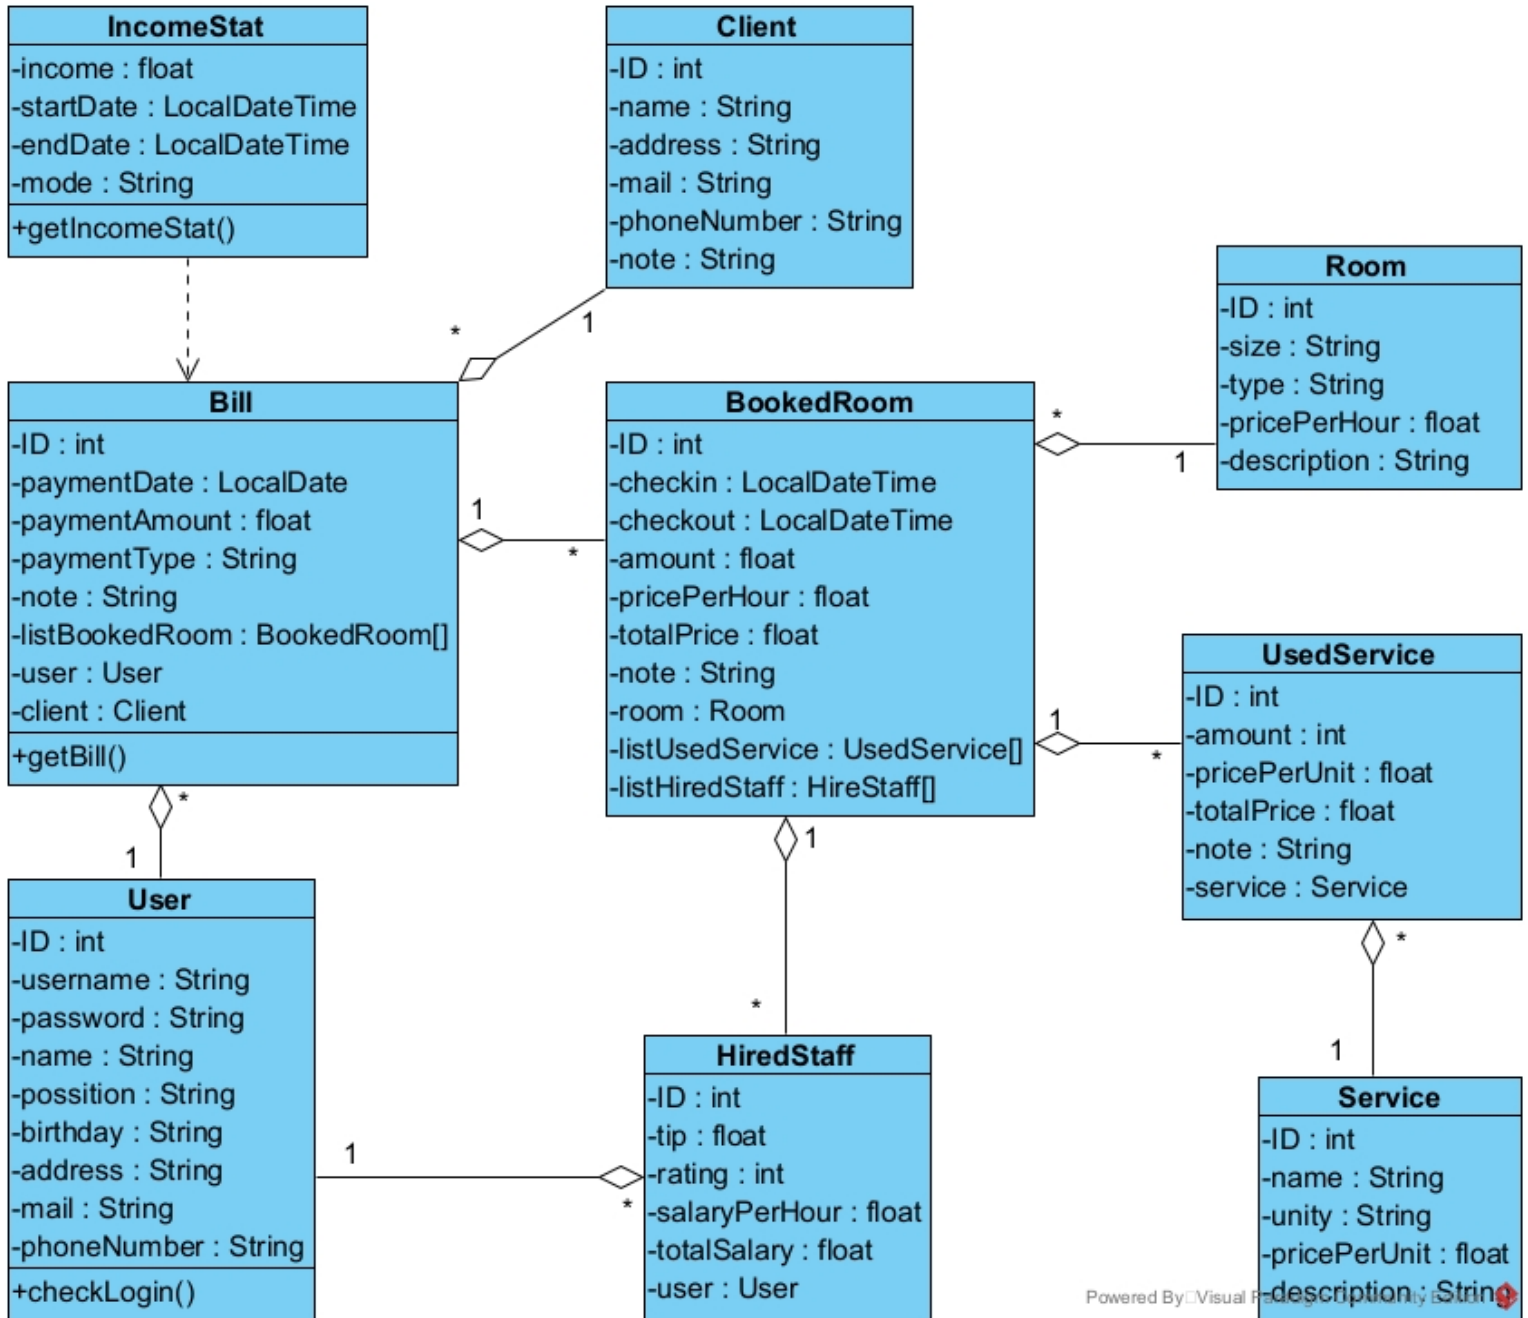 IncomeStat
-income : float
-startDate : LocalDateTime
-endDate : LocalDateTime
-mode : String
+getIncomeStat()
Client
-ID : int
-name : String
-address : String
-mail : String
-phoneNumber : String
-note : String
* 1
Room
-ID : int
-size : String
-type : String
-pricePerHour : float
-description : String
Bill
-ID : int
-paymentDate : LocalDate
-paymentAmount : float
-paymentType : String
-note : String
-listBookedRoom : BookedRoom[]
-user : User
-client : Client
+getBill()
1 *
BookedRoom
-ID : int
-checkin : LocalDateTime
-checkout : LocalDateTime
-amount : float
-pricePerHour : float
-totalPrice : float
-note : String
-room : Room
-listUsedService : UsedService[]
-listHiredStaff : HireStaff[]
* 1
1 *
UsedService
-ID : int
-amount : int
-pricePerUnit : float
-totalPrice : float
-note : String
-service : Service
*
1
1
*
*
1
User
-ID : int
-username : String
-password : String
-name : String
-possition : String
-birthday : String
-address : String
-mail : String
-phoneNumber : String
+checkLogin()
1 *
HiredStaff
-ID : int
-tip : float
-rating : int
-salaryPerHour : float
-totalSalary : float
-user : User
Service
-ID : int
-name : String
-unity : String
-pricePerUnit : float
-description : String
Powered By Visual